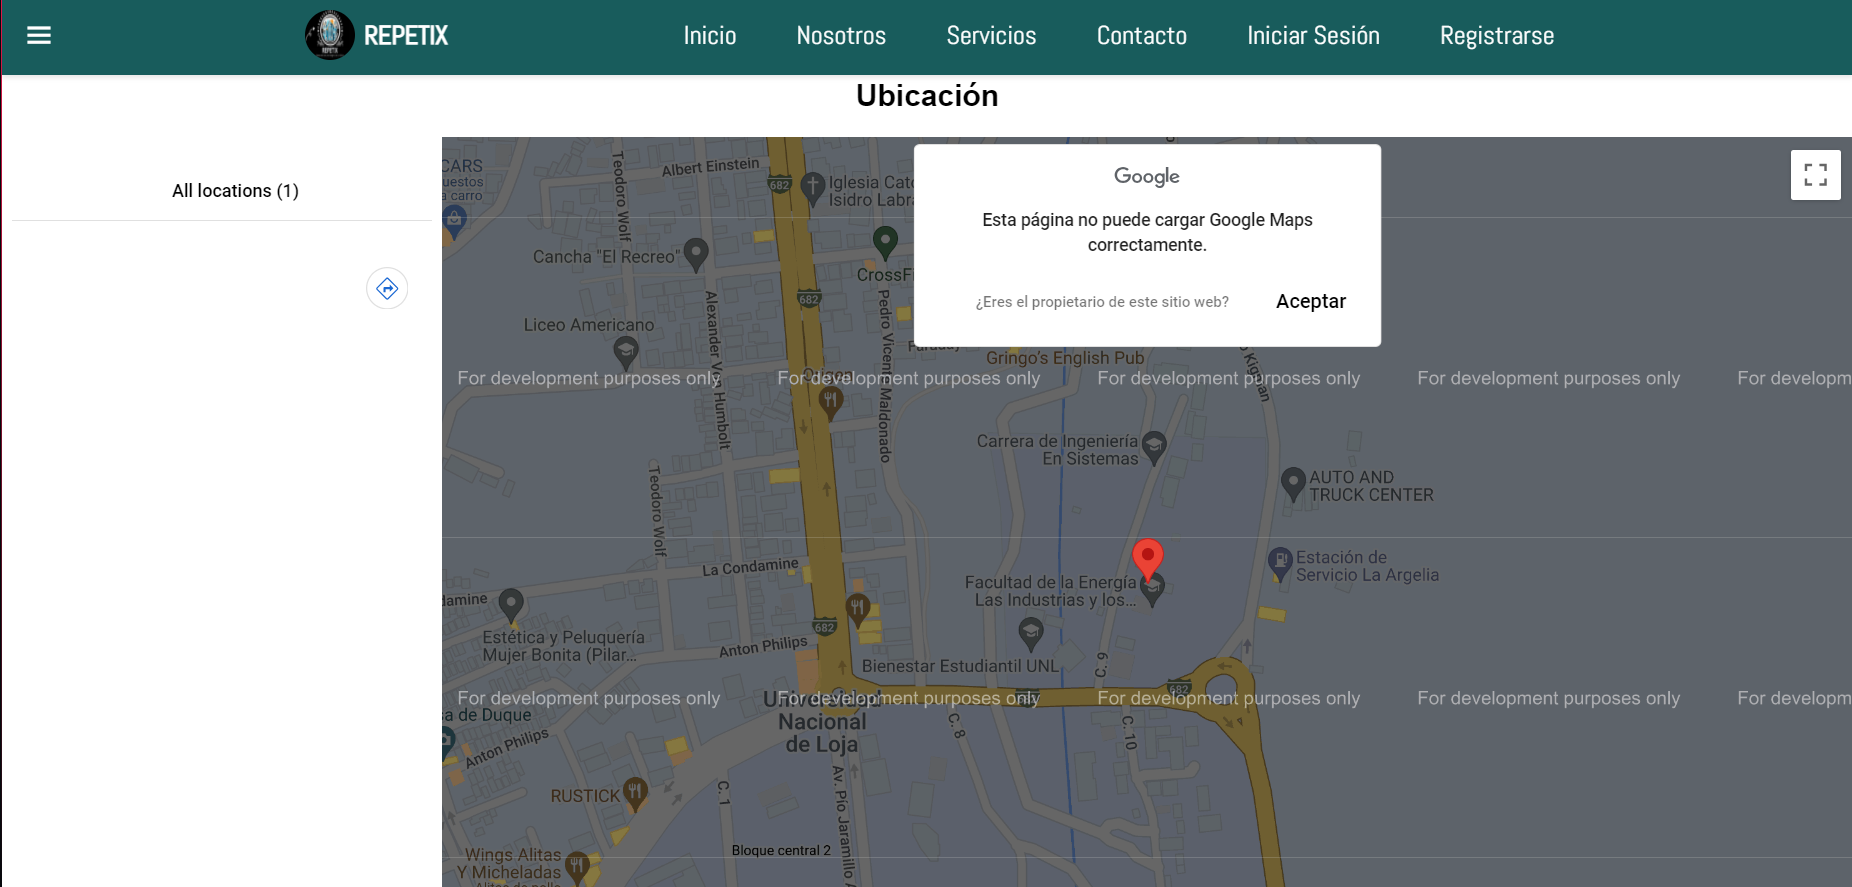 REPETIX
Inicio
Nosotros
Servicios
Contacto
Iniciar Sesión
Registrarse
Ubicación
All locations (1)
Google
Esta página no puede cargar Google Maps
correctamente.
¿Eres el propietario de este sitio web?
Aceptar
CARS
a carro
Teodoro Wolf
Albert Einstein
682
Iglesia Cat
Isidro Labra
Cancha "El Recreo"
CrossFi
682
Liceo Americano
Alexander Von Humbolt
Pedro Vicente Maldonado
Faraday
Gringo's English Pub
For development purposes only
For development purposes only
For development purposes only
For development purposes only
For developm
Carrera de Ingeniería
En Sistemas
AUTO AND
TRUCK CENTER
Teodoro Wolf
La Condamine
Facultad de la Energía
Las Industrias y los...
Estación de
Servicio La Argelia
damine
Estética y Peluquería
Mujer Bonita (Pilar...
682
Anton Philips
Bienestar Estudiantil UNL
C. 9
682
For development purposes only
For development purposes only
For development purposes only
For development purposes only
For developm
Universidad
Nacional
de Loja
sa de Duque
Anton Philips
C. 8
C. 10
RUSTICK
C. 1
Av. Pío Jaramillo A
Bloque central 2
Wings Alitas
Y Micheladas